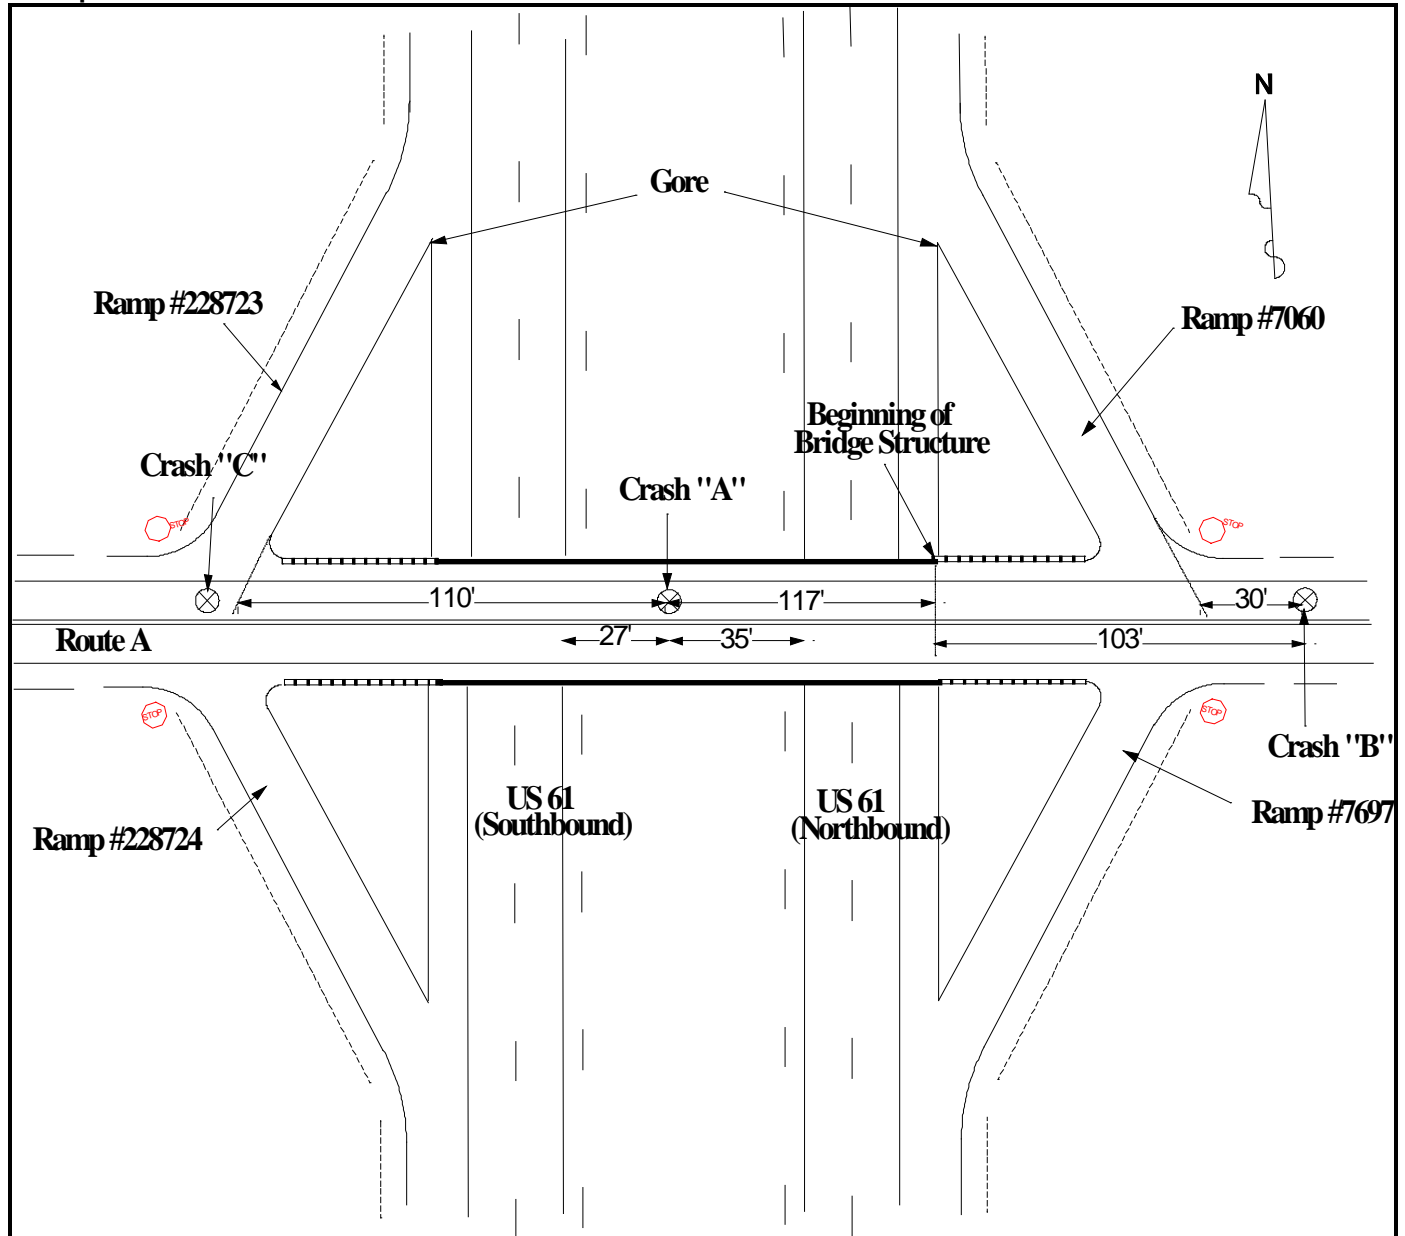 N
Gore
Ramp #228723
Ramp #7060
Beginning of
Bridge Structure
Crash "C"
Crash "A"
STOP
STOP
110'
117'
30'
Route A
27'
35'
103'
STOP
STOP
Crash "B"
US 61
(Southbound)
US 61
(Northbound)
Ramp #7697
Ramp #228724